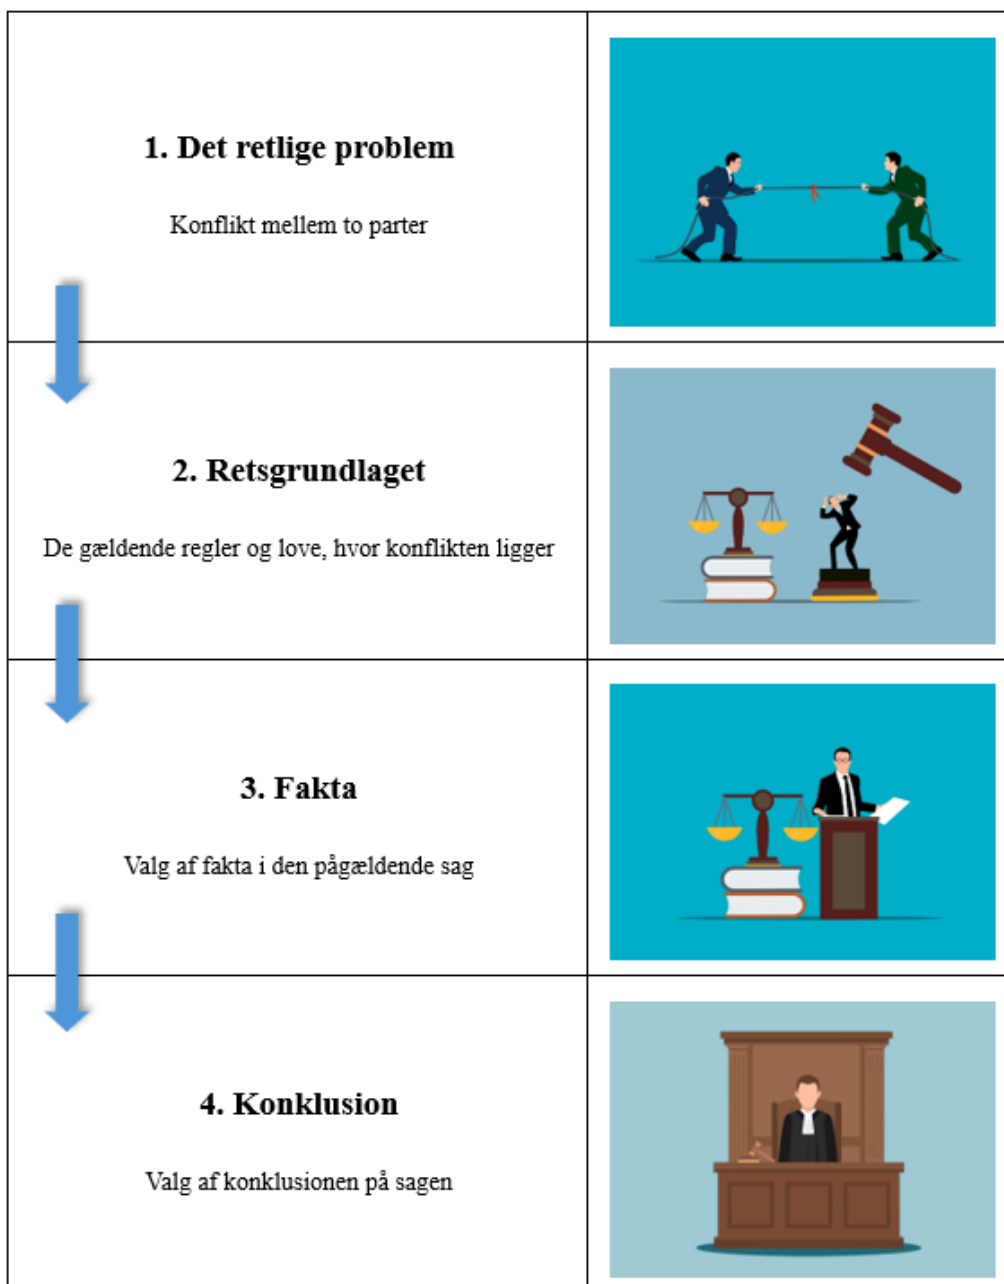 1. Det retlige problem
Konflikt mellem to parter
2. Retsgrundlaget
De gældende regler og love, hvor konflikten ligger
3. Fakta
Valg af fakta i den pågældende sag
4. Konklusion
Valg af konklusionen på sagen